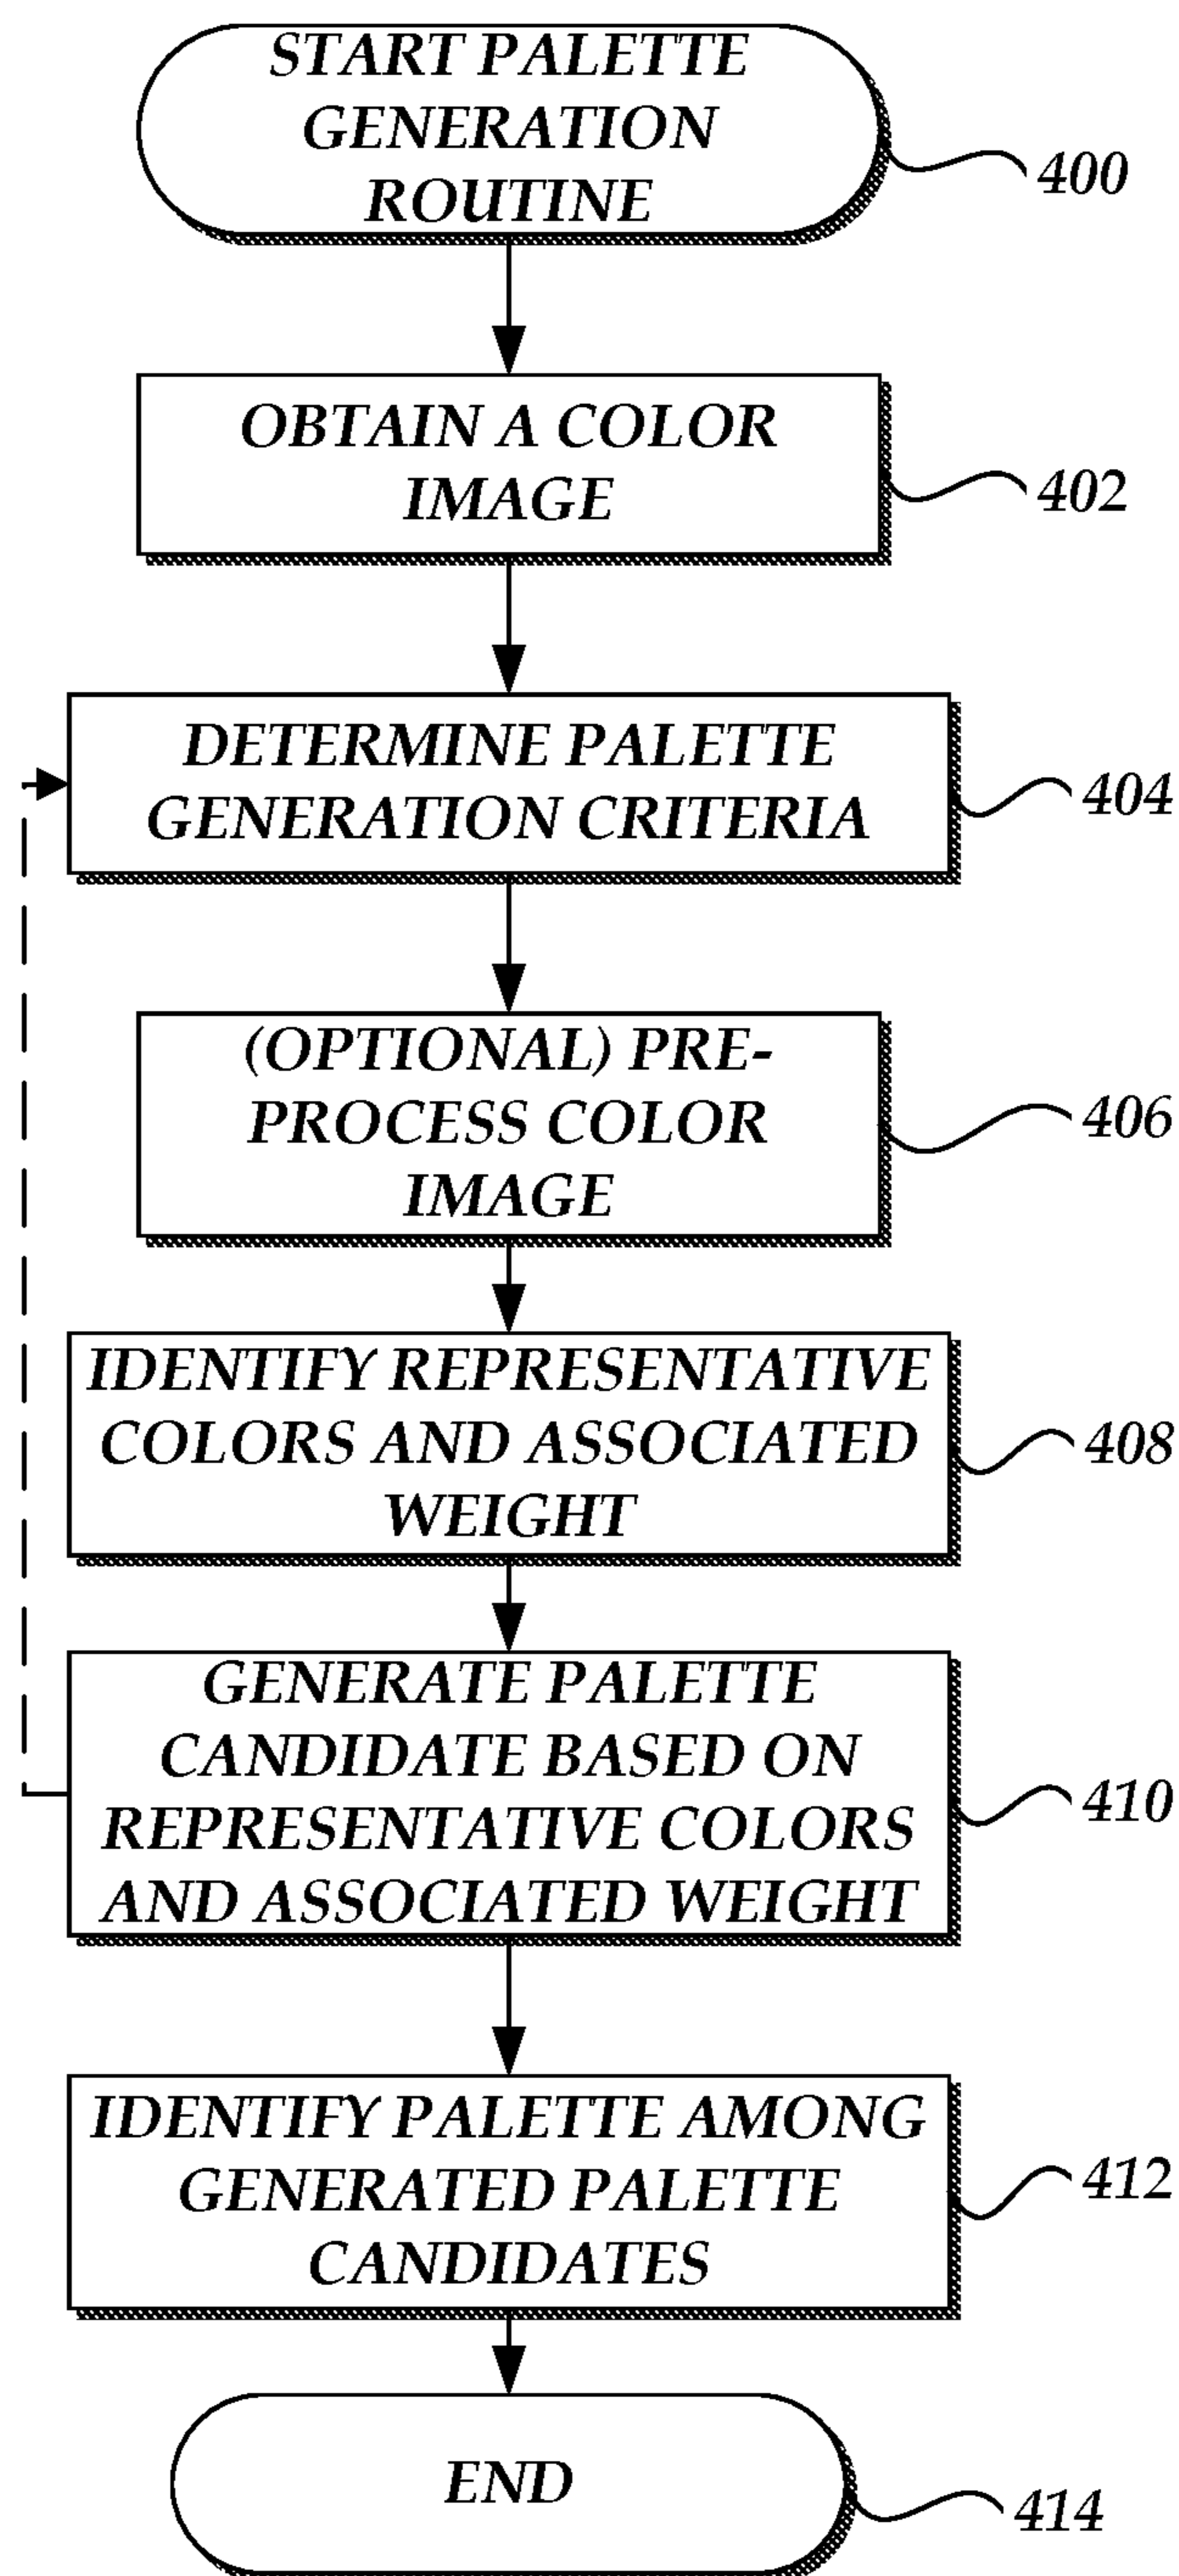 START PALETTE
GENERATION
ROUTINE
400
OBTAIN A COLOR
IMAGE
402
DETERMINE PALETTE
GENERATION CRITERIA
404
(OPTIONAL) PRE-
PROCESS COLOR
IMAGE
406
IDENTIFY REPRESENTATIVE
COLORS AND ASSOCIATED
WEIGHT
408
GENERATE PALETTE
CANDIDATE BASED ON
REPRESENTATIVE COLORS
AND ASSOCIATED WEIGHT
410
IDENTIFY PALETTE AMONG
GENERATED PALETTE
CANDIDATES
412
END
414